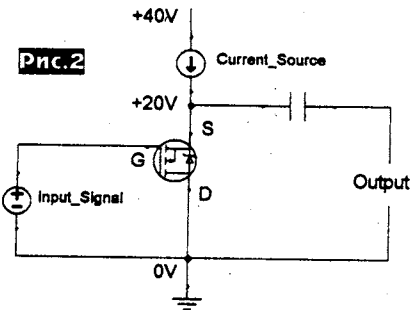 +40V
Рис.2
Current_Source
+20V
S
G
Input_Signal
D
Output
0V